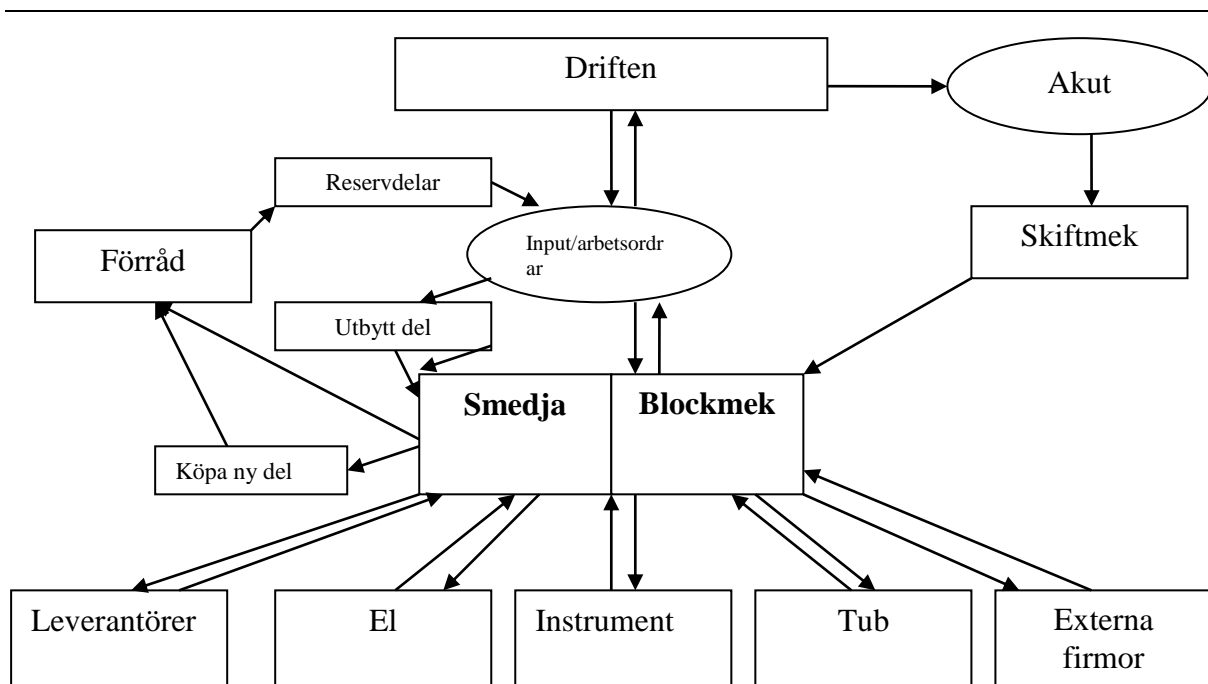 Driften
Akut
Reservdelar
Förråd
Input/arbetsordr
ar
Skiftmek
Utbytt del
Smedja
Blockmek
Köpa ny del
Leverantörer
El
Instrument
Tub
Externa
firmor